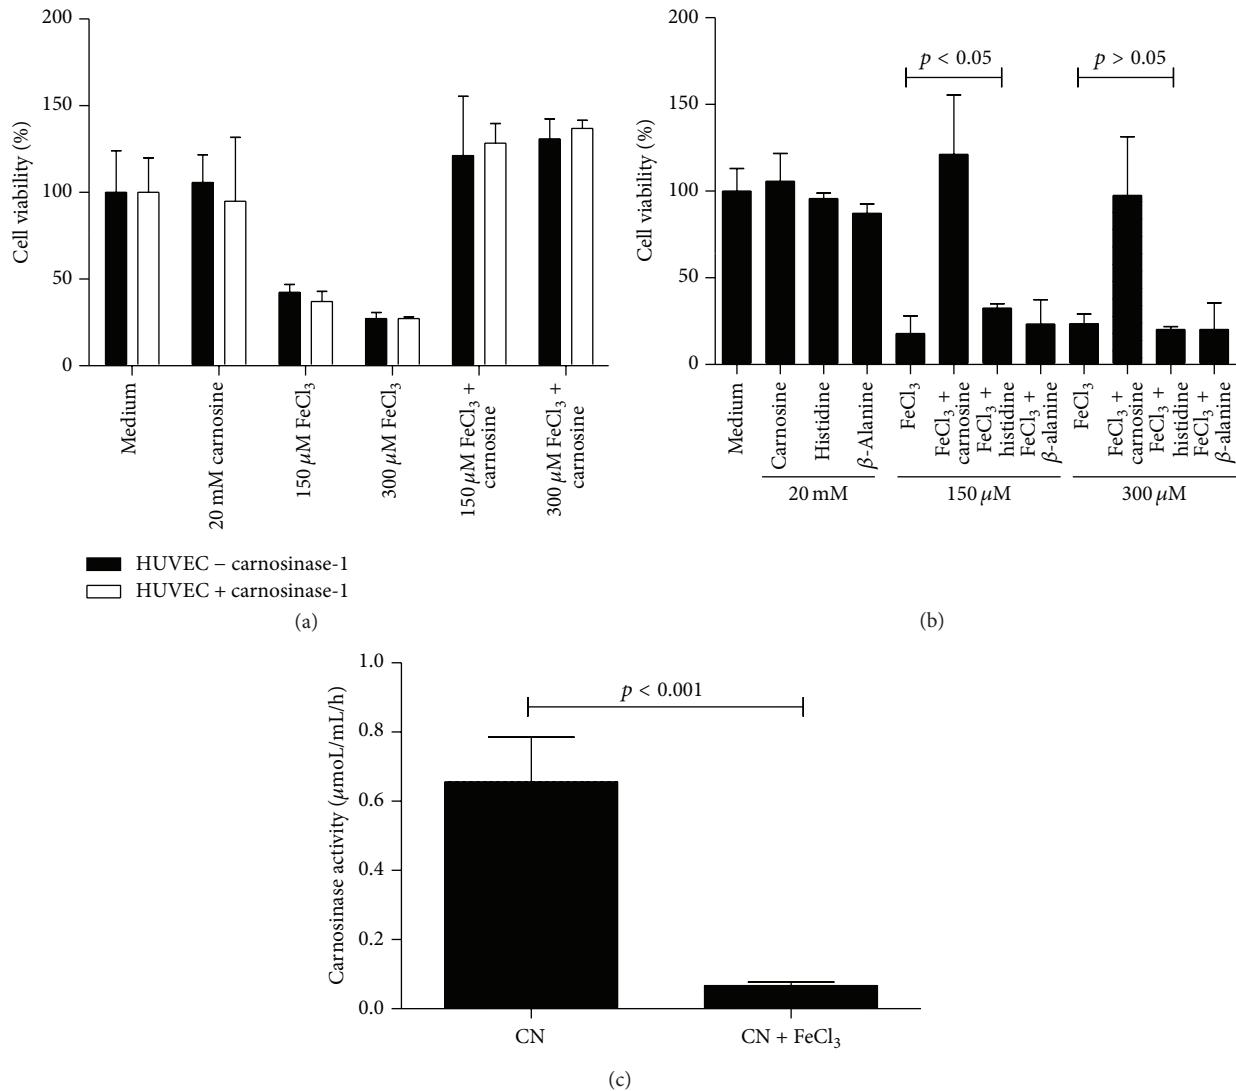 200
150
100
50
0
Cell viability (%)
Medium
20 mM carnosine
150 μM FeCl₃
300 μM FeCl₃
150 μM FeCl₃ +
carnosine
300 μM FeCl₃ +
carnosine
HUVEC − carnosinase-1
HUVEC + carnosinase-1
(a)
200
150
100
50
0
Cell viability (%)
p < 0.05
p > 0.05
Medium
Carnosine
Histidine
β-Alanine
FeCl₃
FeCl₃ +
carnosine
FeCl₃ +
histidine
FeCl₃ +
β-alanine
FeCl₃
FeCl₃ +
carnosine
FeCl₃ +
histidine
FeCl₃ +
β-alanine
20 mM
150 μM
300 μM
(b)
1.0
0.8
0.6
0.4
0.2
0.0
Carnosinase activity (μmoL/mL/h)
p < 0.001
CN
CN + FeCl₃
(c)